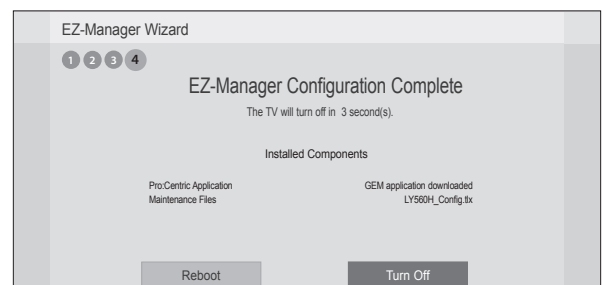 EZ-Manager Wizard
1 2 3 4
EZ-Manager Configuration Complete
The TV will turn off in 3 second(s).
Installed Components
Pro:Centric Application GEM application downloaded
Maintenance Files LY560H_Config.tlx
Reboot Turn Off